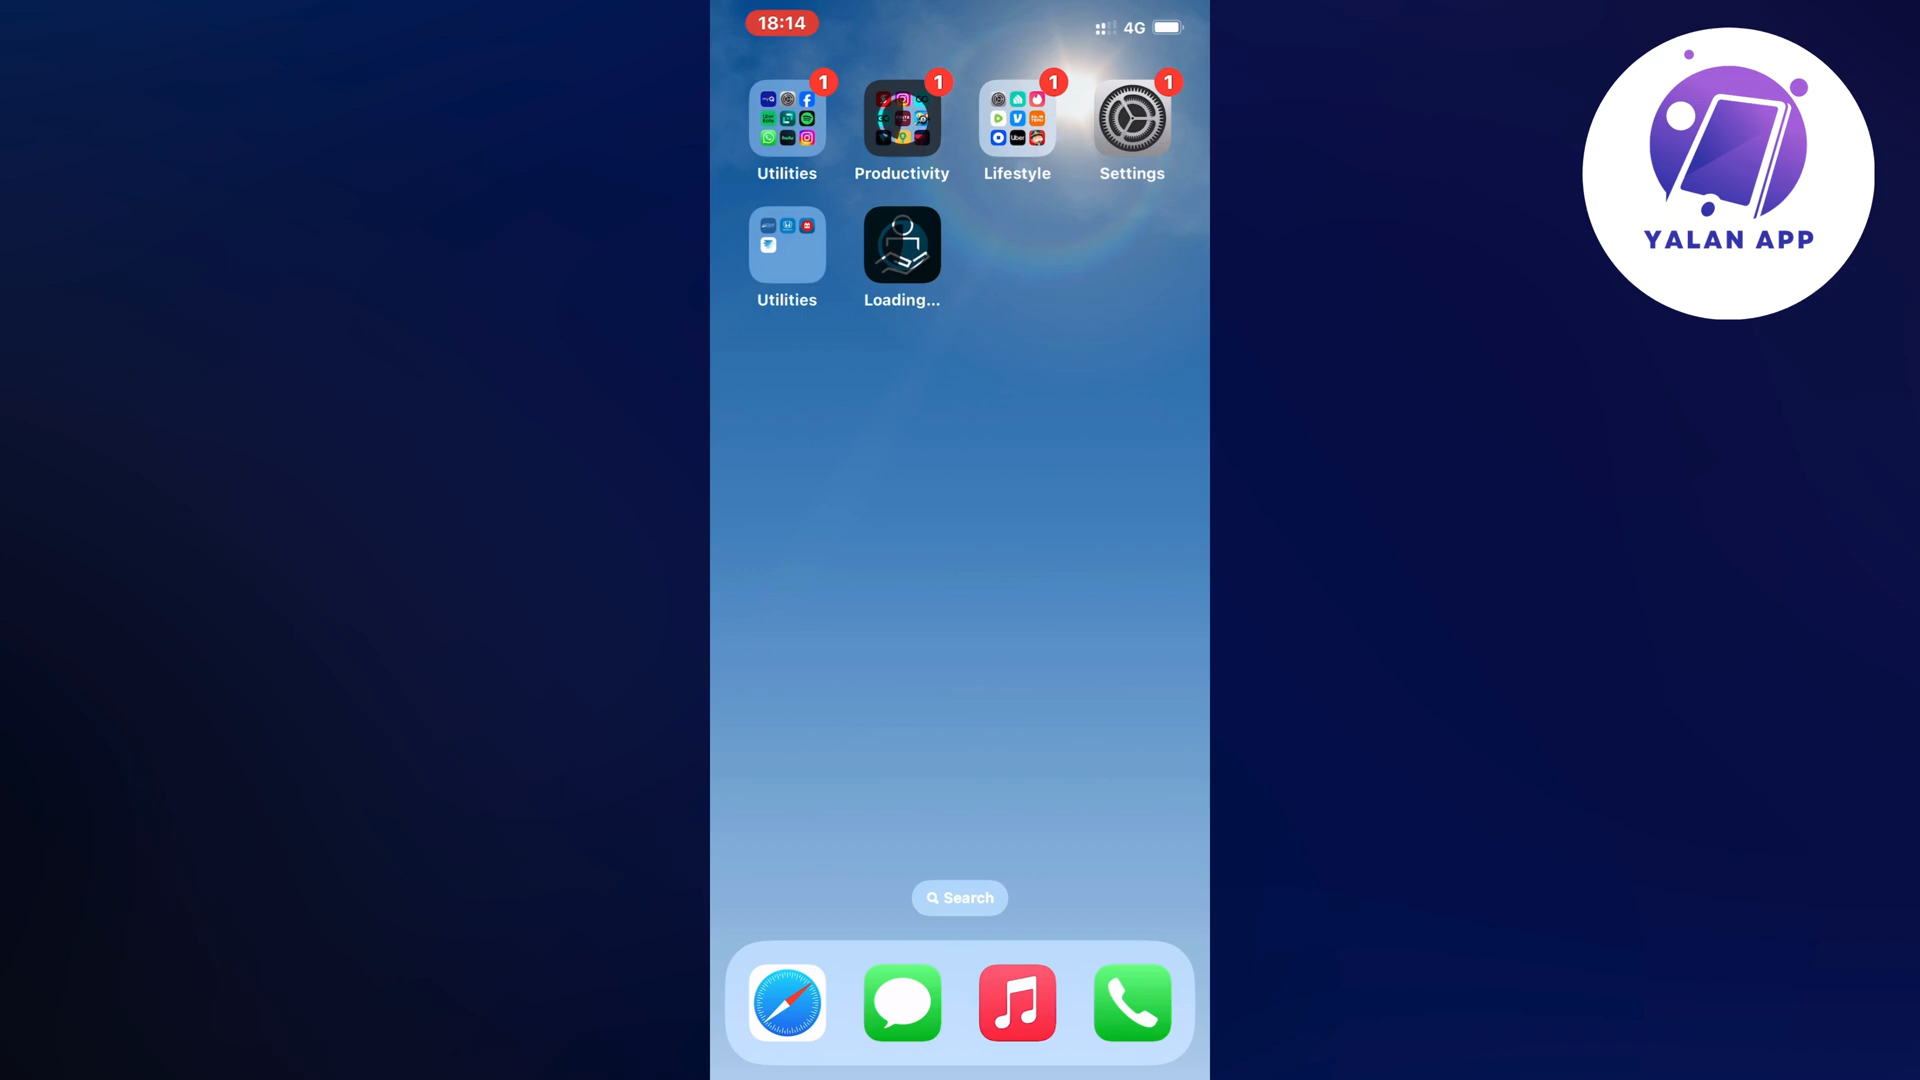 18:14
4G
1
1
1
1
Utilities
Productivity
Lifestyle
Settings
Utilities
Loading...
Search
YALAN APP